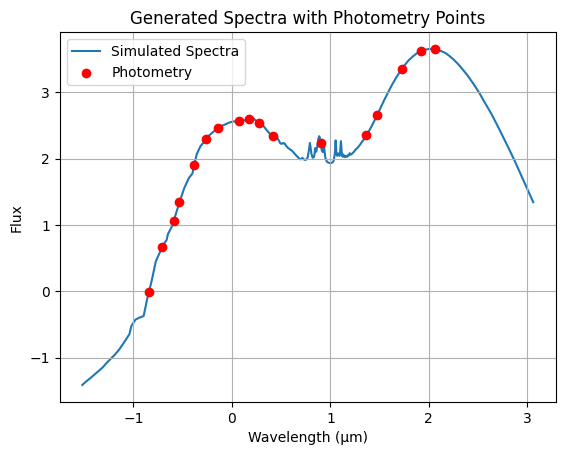 Generated Spectra with Photometry Points
Simulated Spectra
Photometry
Flux
3
2
1
0
−1
−1
0
1
2
3
Wavelength (μm)